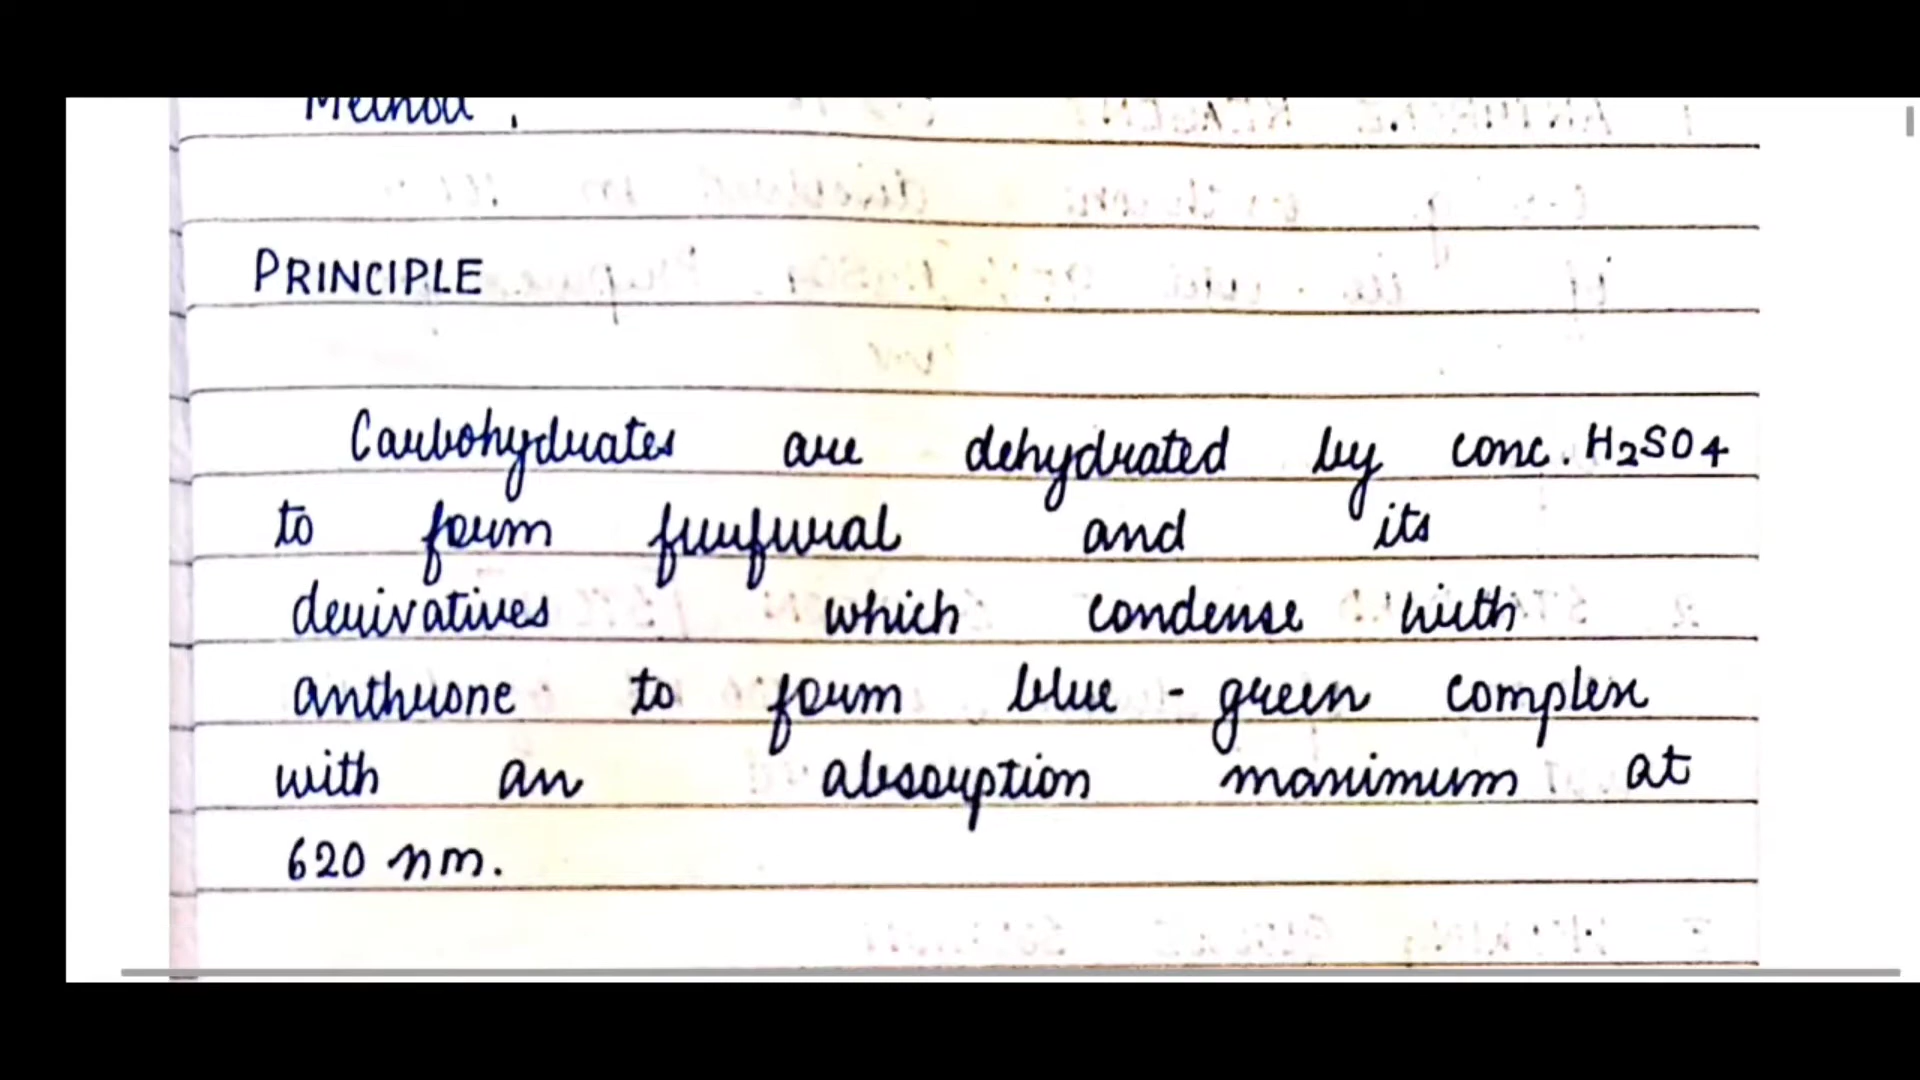 Method.
PRINCIPLE
Carbohydrates are dehydrated by conc. H2SO4
to form furfural and its
derivatives which condense with
anthrone to form blue - green complex
with an absorption maximum at
620 nm.